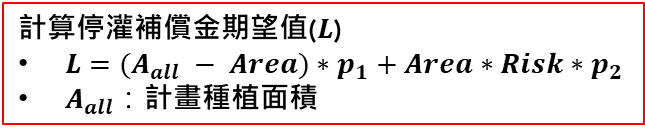 計算停灌補償金期望值(L)
• L = (A_all − Area) * p_1 + Area * Risk * p_2
• A_all：計畫種植面積